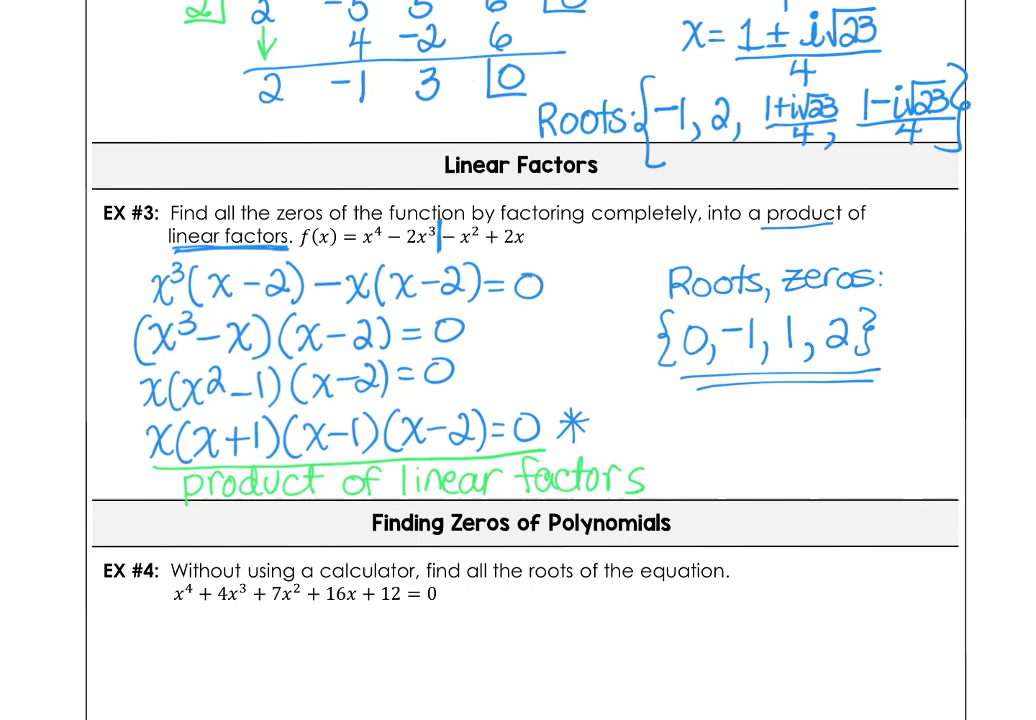 2 2 -5 5 6 0
4 -2 6
2 -1 3 0
x = 1 ± i√23 / 4
Roots: {-1, 2, 1+i√23/4, 1-i√23/4}
Linear Factors
EX #3: Find all the zeros of the function by factoring completely, into a product of
linear factors. f(x) = x⁴ − 2x³ − x² + 2x
x³(x-2) - x(x-2) = 0
(x³-x)(x-2) = 0
x(x²-1)(x-2) = 0
x(x+1)(x-1)(x-2) = 0 *
product of linear factors
Roots, zeros:
{0, -1, 1, 2}
Finding Zeros of Polynomials
EX #4: Without using a calculator, find all the roots of the equation.
x⁴ + 4x³ + 7x² + 16x + 12 = 0